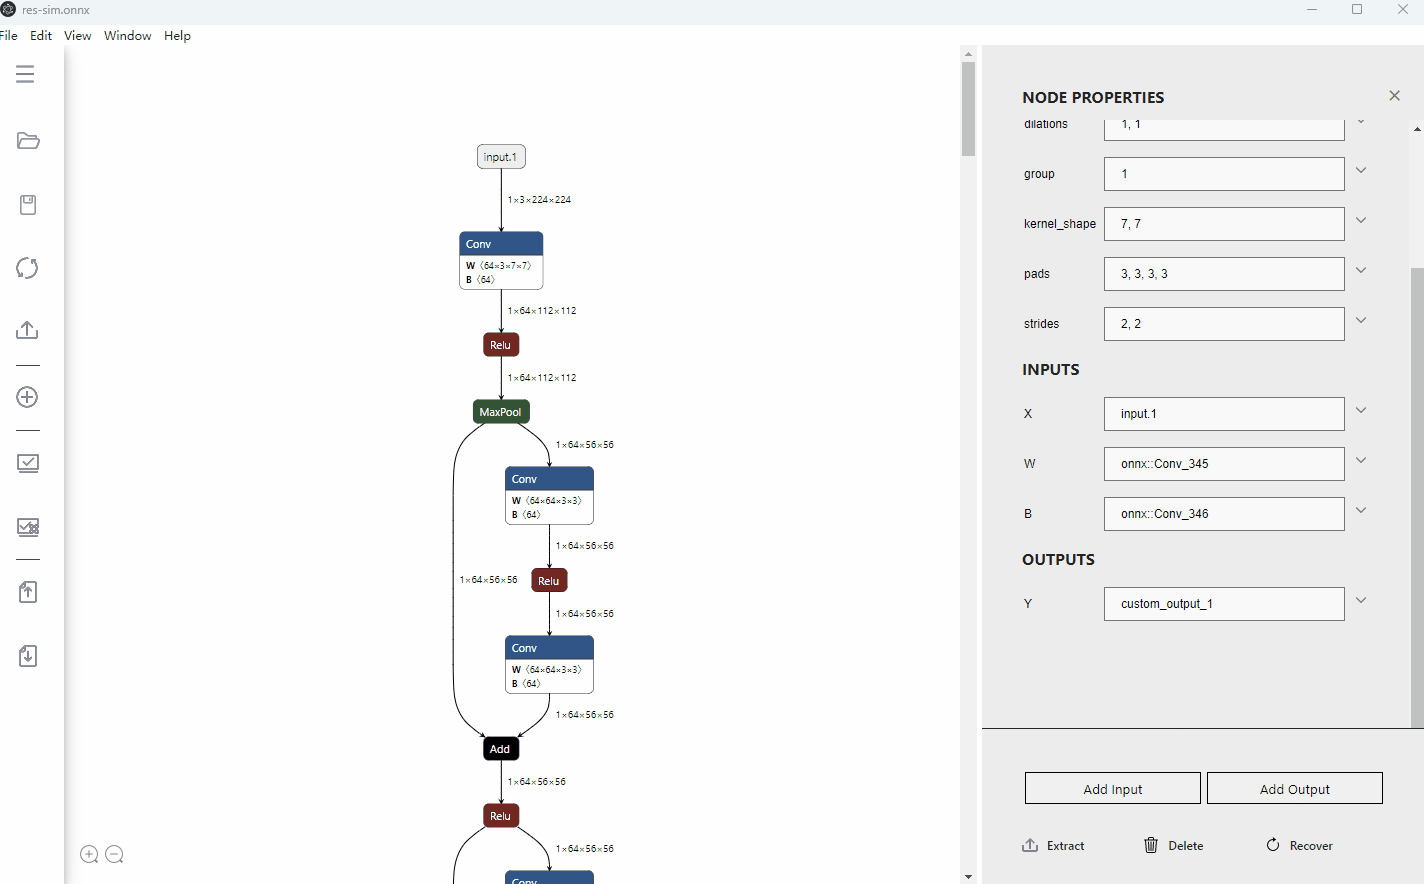 res-sim.onnx
File Edit View Window Help
input.1
1×3×224×224
Conv
W ⟨64×3×7×7⟩
B ⟨64⟩
1×64×112×112
Relu
1×64×112×112
MaxPool
1×64×56×56
Conv
W ⟨64×64×3×3⟩
B ⟨64⟩
1×64×56×56
1×64×56×56
Relu
1×64×56×56
Conv
W ⟨64×64×3×3⟩
B ⟨64⟩
1×64×56×56
Add
1×64×56×56
Relu
1×64×56×56
Conv
NODE PROPERTIES
dilations 1, 1
group 1
kernel_shape 7, 7
pads 3, 3, 3, 3
strides 2, 2
INPUTS
X input.1
W onnx::Conv_345
B onnx::Conv_346
OUTPUTS
Y custom_output_1
Add Input Add Output
Extract Delete Recover